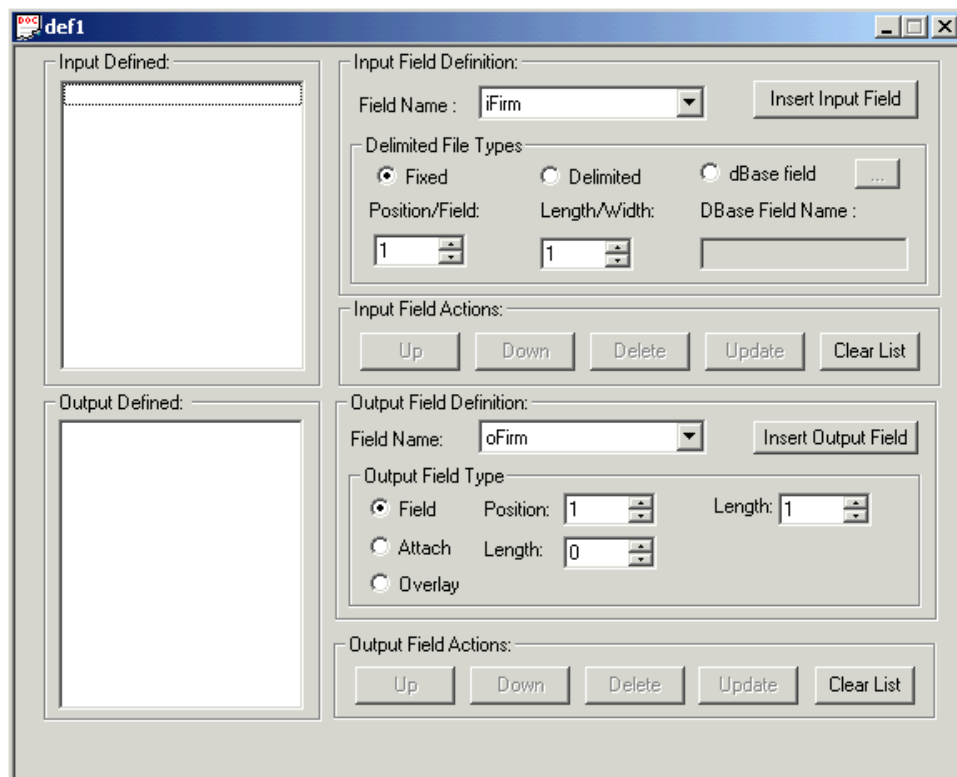 DOC def1
Input Defined:
Input Field Definition:
Field Name : iFirm Insert Input Field
Delimited File Types
Fixed Delimited dBase field ...
Position/Field: Length/Width: DBase Field Name :
1 1
Input Field Actions:
Up Down Delete Update Clear List
Output Defined:
Output Field Definition:
Field Name: oFirm Insert Output Field
Output Field Type
Field Position: 1 Length: 1
Attach Length: 0
Overlay
Output Field Actions:
Up Down Delete Update Clear List